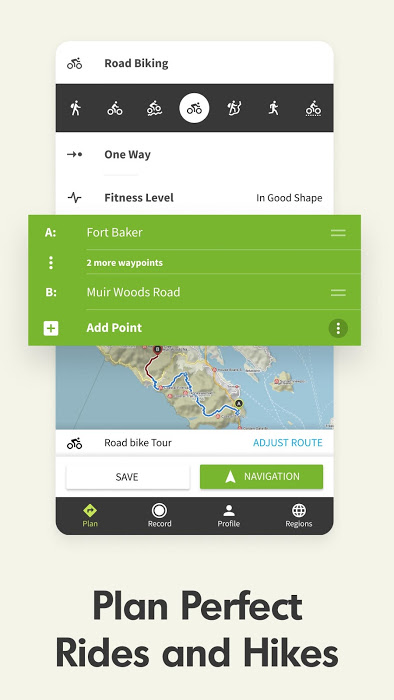 Road Biking
One Way
Fitness Level In Good Shape
A: Fort Baker
2 more waypoints
B: Muir Woods Road
Add Point
B
A
Road bike Tour ADJUST ROUTE
SAVE NAVIGATION
Plan Record Profile Regions
Plan Perfect
Rides and Hikes